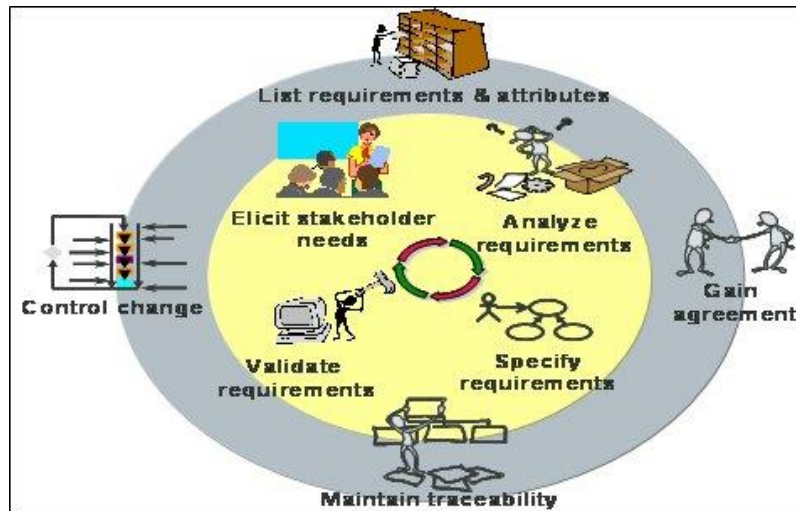 List requirements & attributes
Elicit stakeholder
needs
Analyze
requirements
Control change
Gain
agreement
Validate
requirements
Specify
requirements
Maintain traceability